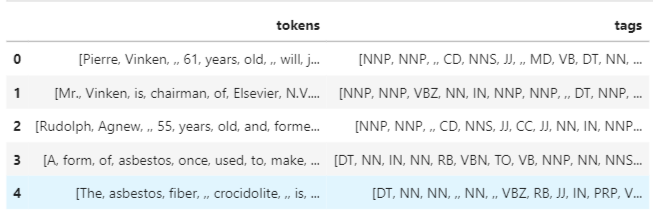 tokens tags
0 [Pierre, Vinken, ,, 61, years, old, ,, will, j... [NNP, NNP, ,, CD, NNS, JJ, ,, MD, VB, DT, NN, ...
1 [Mr., Vinken, is, chairman, of, Elsevier, N.V.... [NNP, NNP, VBZ, NN, IN, NNP, NNP, ,, DT, NNP, ...
2 [Rudolph, Agnew, ,, 55, years, old, and, forme... [NNP, NNP, ,, CD, NNS, JJ, CC, JJ, NN, IN, NNP...
3 [A, form, of, asbestos, once, used, to, make, ... [DT, NN, IN, NN, RB, VBN, TO, VB, NNP, NN, NNS...
4 [The, asbestos, fiber, ,, crocidolite, ,, is, ... [DT, NN, NN, ,, NN, ,, VBZ, RB, JJ, IN, PRP, V...